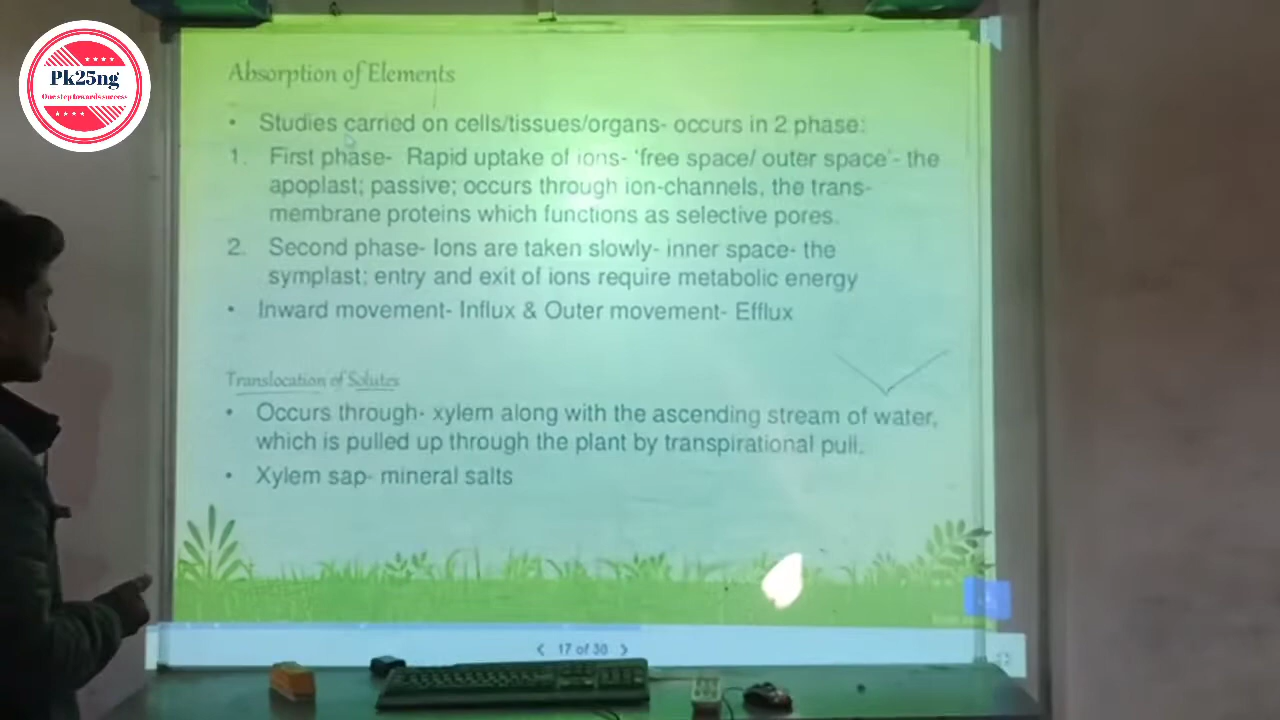 Pk25ng
One step towards success
Absorption of Elements
• Studies carried on cells/tissues/organs- occurs in 2 phase:
1. First phase- Rapid uptake of ions- 'free space/ outer space'- the
apoplast; passive; occurs through ion-channels, the trans-
membrane proteins which functions as selective pores.
2. Second phase- Ions are taken slowly- inner space- the
symplast; entry and exit of ions require metabolic energy
• Inward movement- Influx & Outer movement- Efflux
Translocation of Solutes
• Occurs through- xylem along with the ascending stream of water,
which is pulled up through the plant by transpirational pull.
• Xylem sap- mineral salts
17 of 30